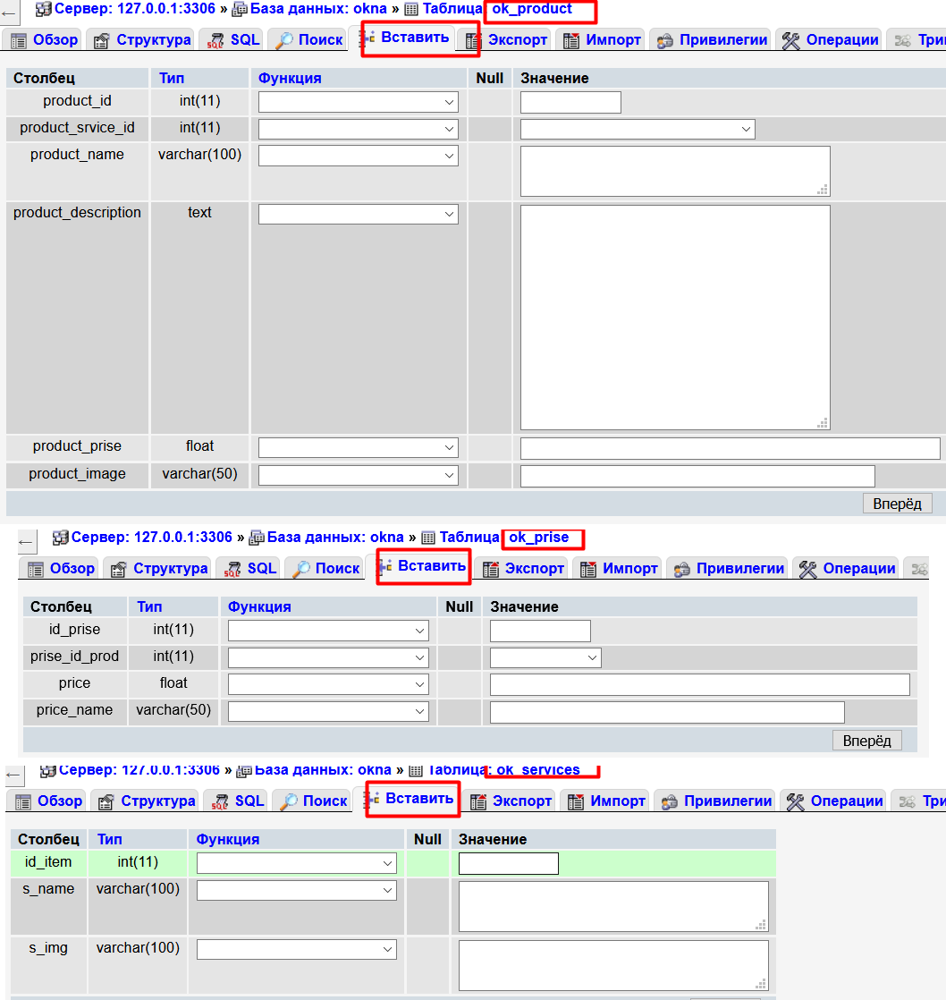 ← Сервер: 127.0.0.1:3306 » База данных: okna » Таблица: ok_product
Обзор Структура SQL Поиск Вставить Экспорт Импорт Привилегии Операции Три
Столбец Тип Функция Null Значение
product_id int(11)
product_srvice_id int(11)
product_name varchar(100)
product_description text
product_prise float
product_image varchar(50)
Вперёд
← Сервер: 127.0.0.1:3306 » База данных: okna » Таблица: ok_prise
Обзор Структура SQL Поиск Вставить Экспорт Импорт Привилегии Операции
Столбец Тип Функция Null Значение
id_prise int(11)
prise_id_prod int(11)
price float
price_name varchar(50)
Вперёд
← Сервер: 127.0.0.1:3306 » База данных: okna » Таблица: ok_services
Обзор Структура SQL Поиск Вставить Экспорт Импорт Привилегии Операции Три
Столбец Тип Функция Null Значение
id_item int(11)
s_name varchar(100)
s_img varchar(100)